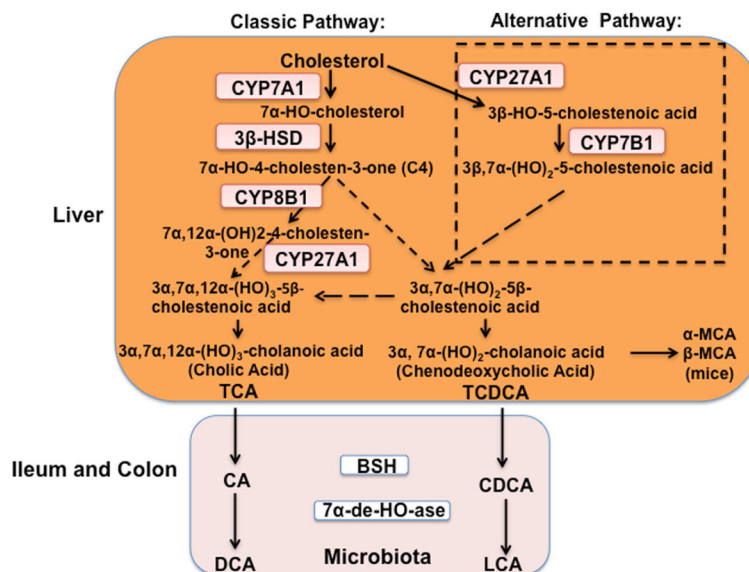 Classic Pathway:
Alternative Pathway:
Cholesterol
CYP7A1
CYP27A1
7α-HO-cholesterol
3β-HO-5-cholestenoic acid
3β-HSD
CYP7B1
7α-HO-4-cholesten-3-one (C4)
3β,7α-(HO)₂-5-cholestenoic acid
CYP8B1
Liver
7α,12α-(OH)2-4-cholesten-
3-one
CYP27A1
3α,7α,12α-(HO)₃-5β-
cholestenoic acid
3α,7α-(HO)₂-5β-
cholestenoic acid
3α,7α,12α-(HO)₃-cholanoic acid
(Cholic Acid)
TCA
3α, 7α-(HO)₂-cholanoic acid
(Chenodeoxycholic Acid)
TCDCA
α-MCA
β-MCA
(mice)
Ileum and Colon
BSH
CA
CDCA
7α-de-HO-ase
DCA
Microbiota
LCA